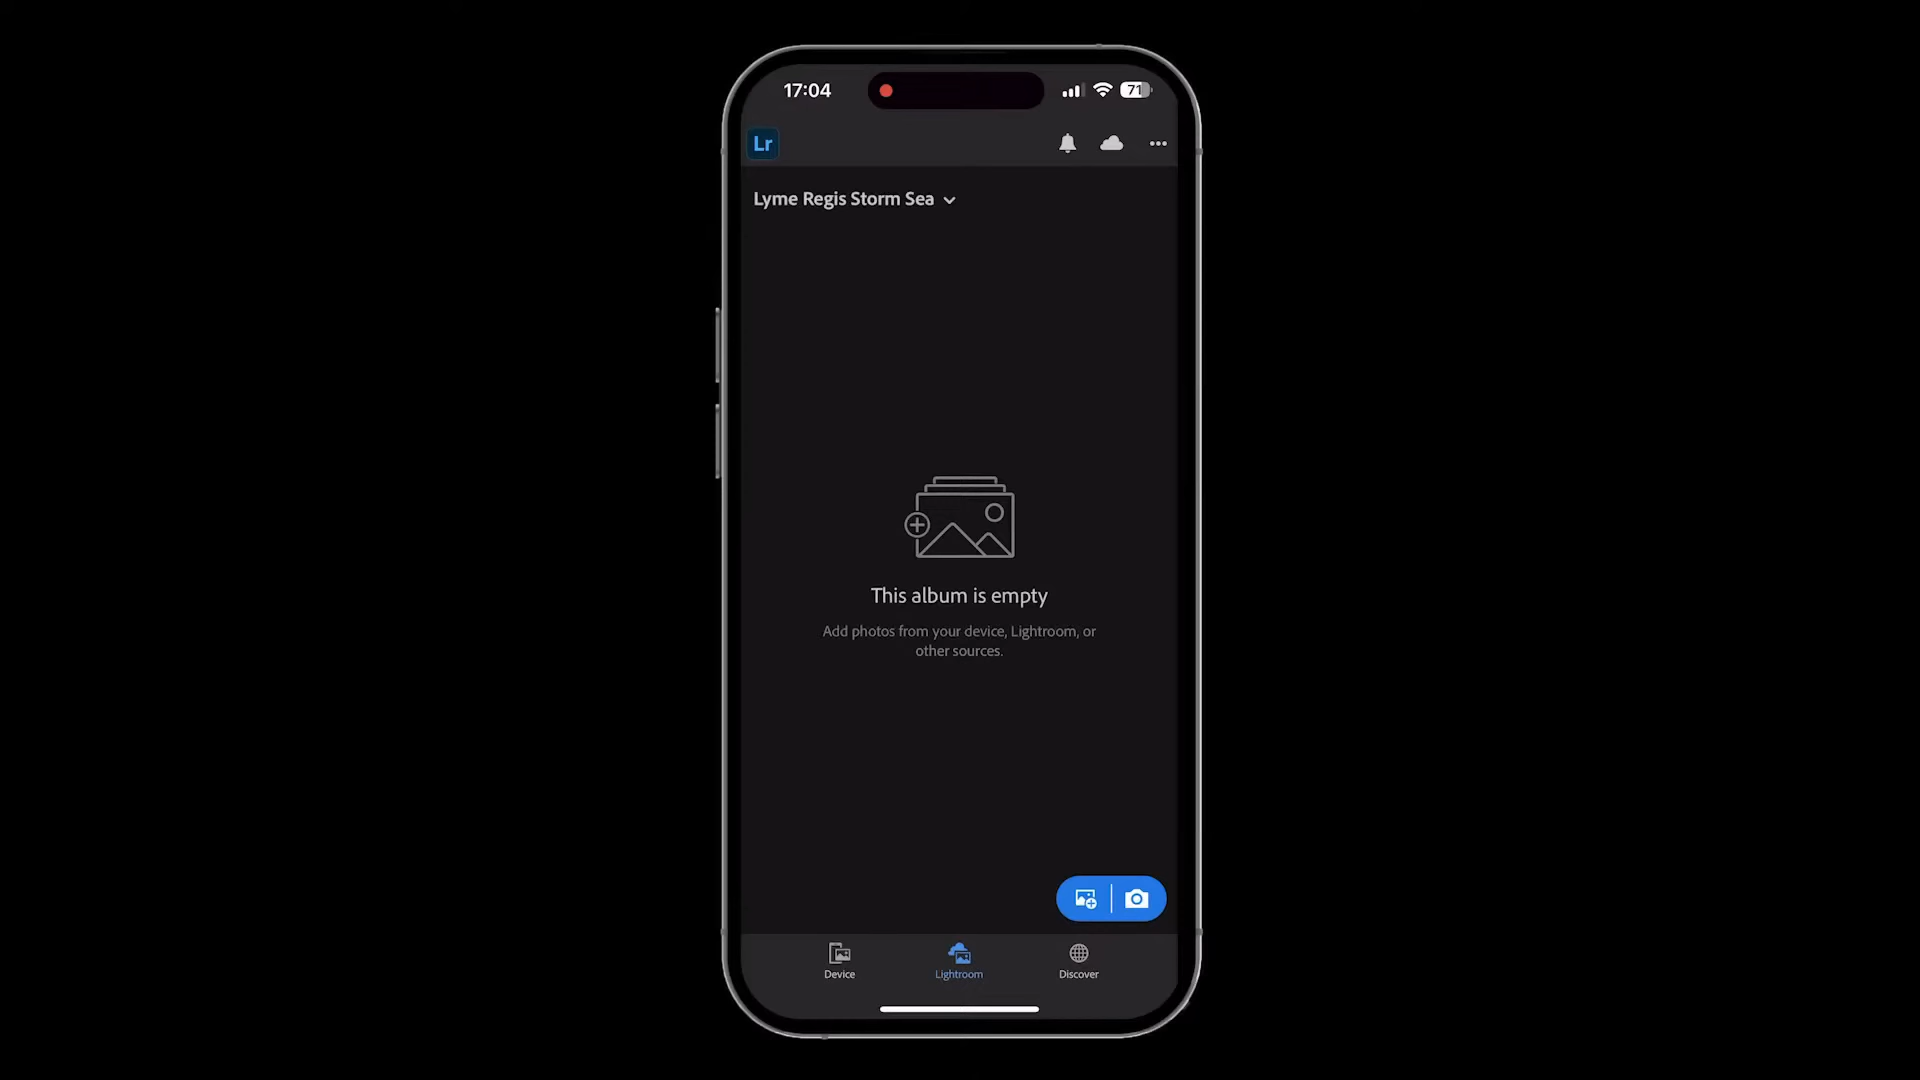 17:04
71
Lr
Lyme Regis Storm Sea
This album is empty
Add photos from your device, Lightroom, or
other sources.
Device
Lightroom
Discover